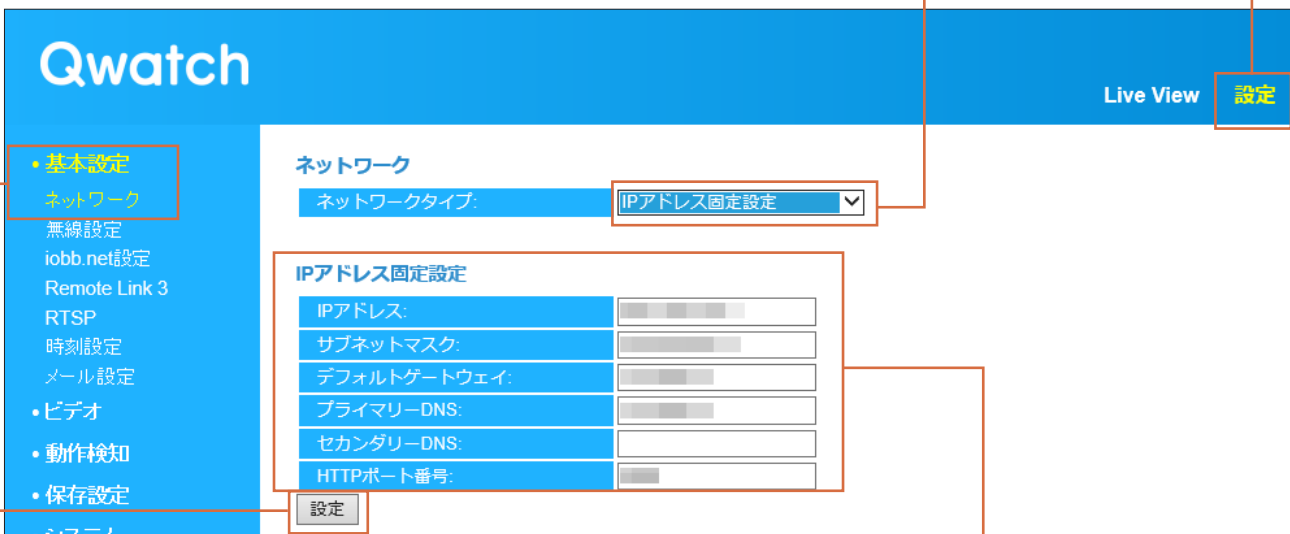 Qwatch
Live View 設定
・基本設定
ネットワーク
無線設定
iobb.net設定
Remote Link 3
RTSP
時刻設定
メール設定
・ビデオ
・動作検知
・保存設定
システム
ネットワーク
ネットワークタイプ: IPアドレス固定設定
IPアドレス固定設定
IPアドレス:
サブネットマスク:
デフォルトゲートウェイ:
プライマリーDNS:
セカンダリーDNS:
HTTPポート番号:
設定